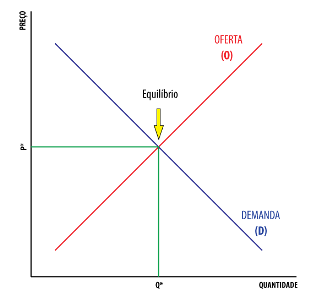 PREÇO
OFERTA
(O)
Equilíbrio
P*
DEMANDA
(D)
Q*
QUANTIDADE